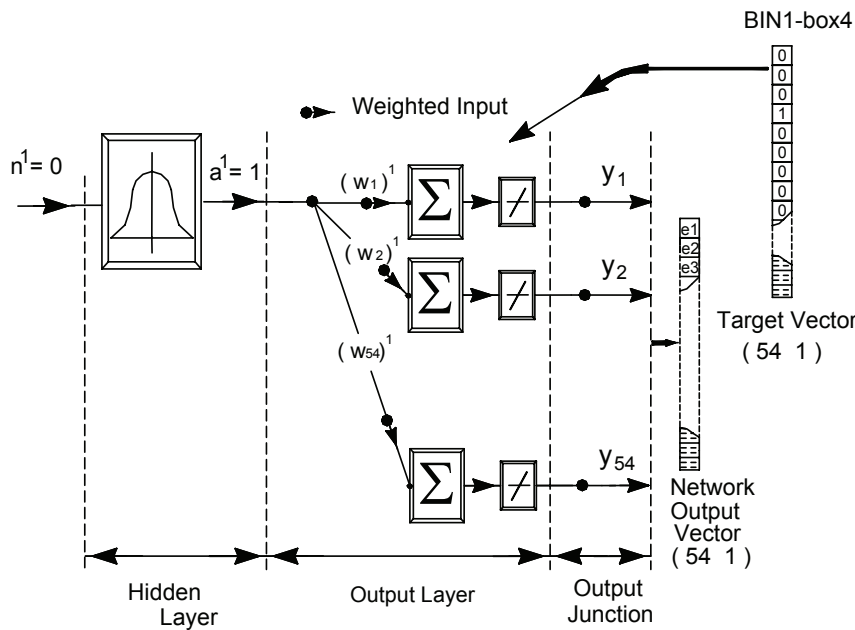 BIN1-box4
0
0
0
1
0
0
0
0
0
Weighted Input
n¹= 0
a¹= 1
(w₁)¹
Σ
y₁
(w₂)¹
Σ
y₂
e1
e2
e3
Target Vector
( 54 1 )
(w₅₄)¹
Σ
y₅₄
Network
Output
Vector
( 54 1 )
Hidden
Layer
Output Layer
Output
Junction